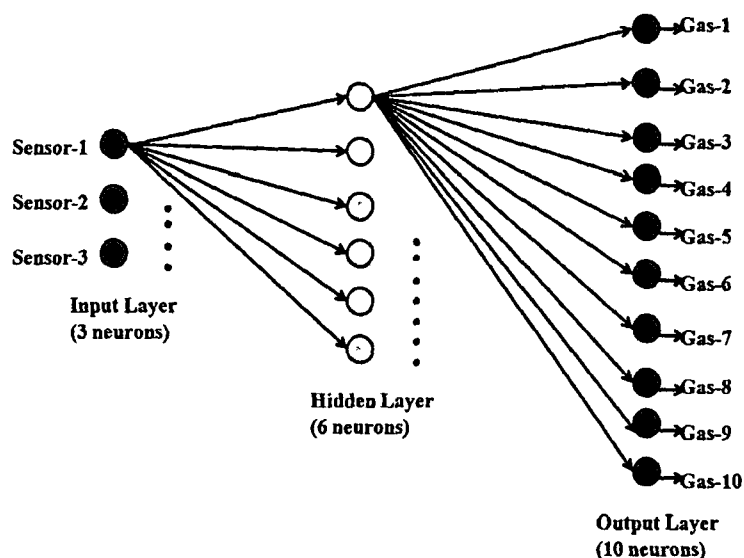 Sensor-1
Sensor-2
Sensor-3
Input Layer
(3 neurons)
Hidden Layer
(6 neurons)
Gas-1
Gas-2
Gas-3
Gas-4
Gas-5
Gas-6
Gas-7
Gas-8
Gas-9
Gas-10
Output Layer
(10 neurons)